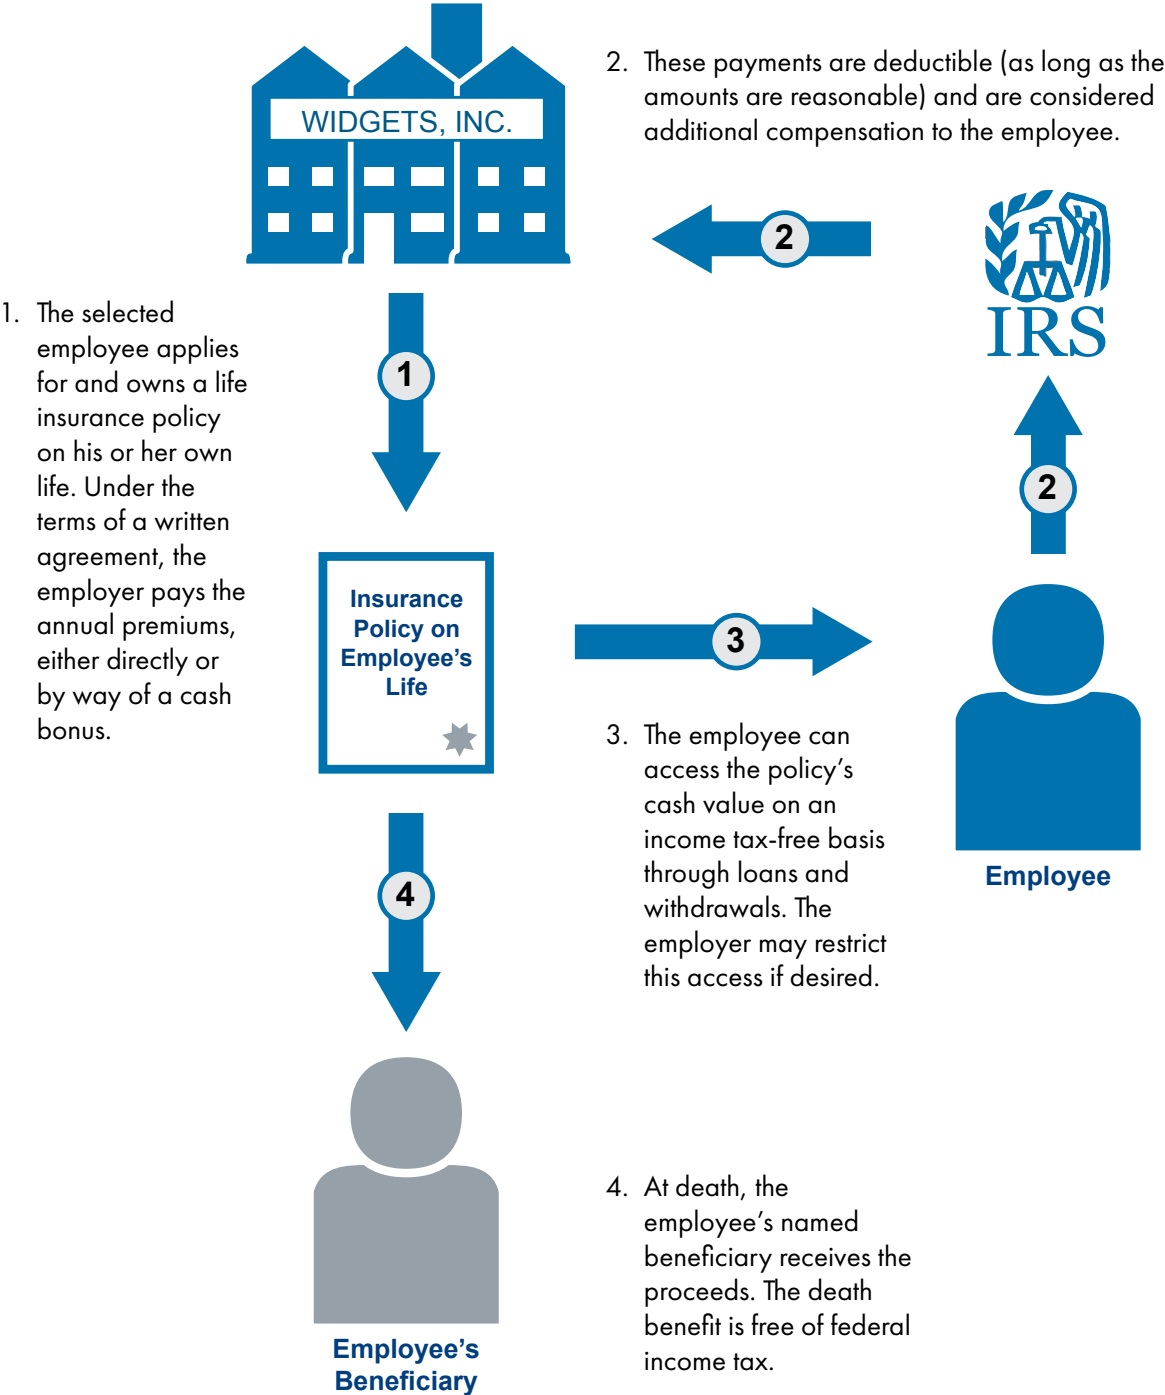 WIDGETS, INC.
2. These payments are deductible (as long as the
amounts are reasonable) and are considered
additional compensation to the employee.
2
IRS
1. The selected
employee applies
for and owns a life
insurance policy
on his or her own
life. Under the
terms of a written
agreement, the
employer pays the
annual premiums,
either directly or
by way of a cash
bonus.
1
2
Insurance
Policy on
Employee's
Life
3
3. The employee can
access the policy's
cash value on an
income tax-free basis
through loans and
withdrawals. The
employer may restrict
this access if desired.
Employee
4
4. At death, the
employee's named
beneficiary receives the
proceeds. The death
benefit is free of federal
income tax.
Employee's
Beneficiary